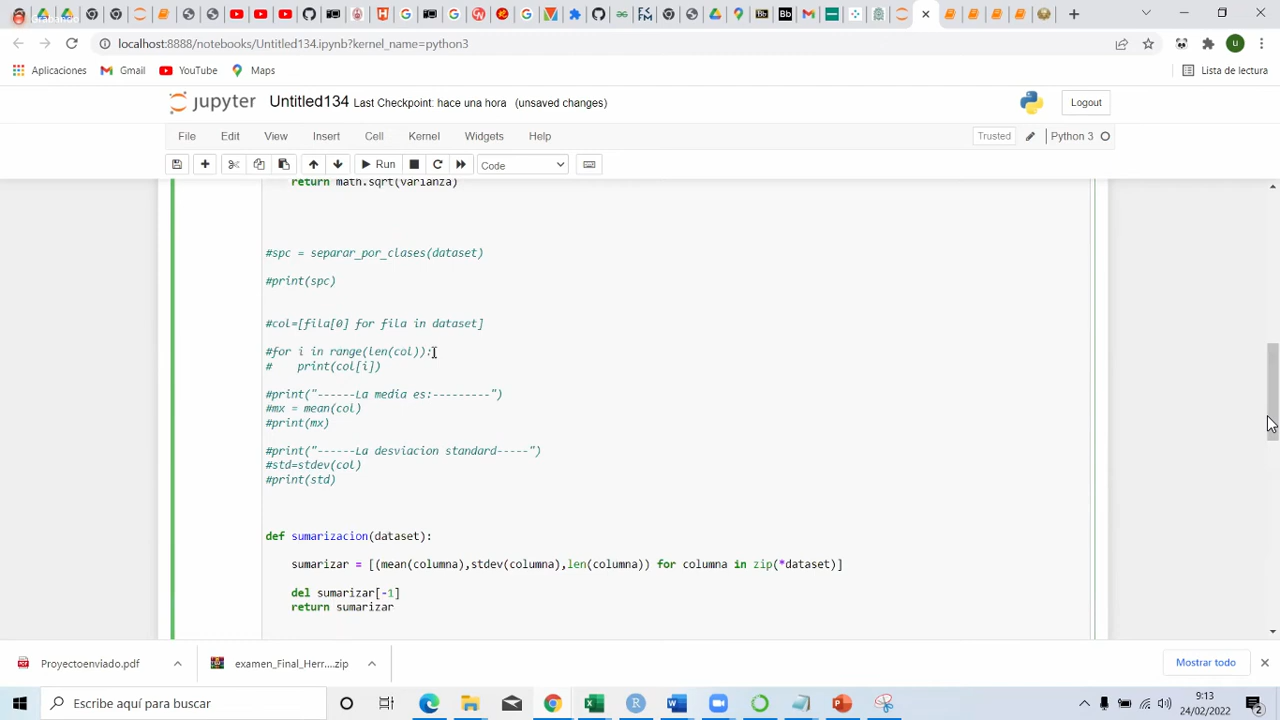 localhost:8888/notebooks/Untitled134.ipynb?kernel_name=python3
Aplicaciones Gmail YouTube Maps Lista de lectura
jupyter Untitled134 Last Checkpoint: hace una hora (unsaved changes) Logout
File Edit View Insert Cell Kernel Widgets Help Trusted Python 3
Run Code
return math.sqrt(varianza)
#spc = separar_por_clases(dataset)
#print(spc)
#col=[fila[0] for fila in dataset]
#for i in range(len(col)):
# print(col[i])
#print("------La media es:---------")
#mx = mean(col)
#print(mx)
#print("------La desviacion standard-----")
#std=stdev(col)
#print(std)
def sumarizacion(dataset):
sumarizar = [(mean(columna),stdev(columna),len(columna)) for columna in zip(*dataset)]
del sumarizar[-1]
return sumarizar
Proyectoenviado.pdf examen_Final_Herr....zip Mostrar todo
Escribe aquí para buscar
9:13
24/02/2022